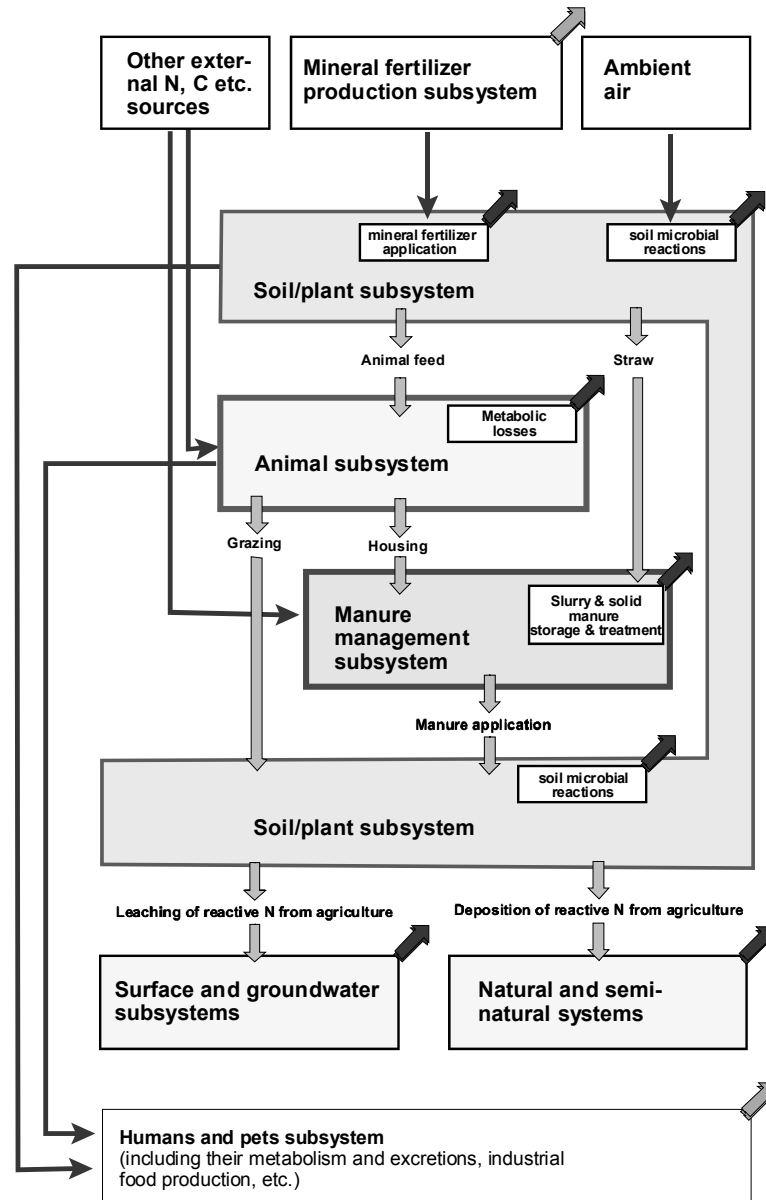 Other exter-
nal N, C etc.
sources
Mineral fertilizer
production subsystem
Ambient
air
mineral fertilizer
application
soil microbial
reactions
Soil/plant subsystem
Animal feed
Straw
Metabolic
losses
Animal subsystem
Grazing
Housing
Slurry & solid
manure
storage & treatment
Manure
management
subsystem
Manure application
soil microbial
reactions
Soil/plant subsystem
Leaching of reactive N from agriculture
Deposition of reactive N from agriculture
Surface and groundwater
subsystems
Natural and semi-
natural systems
Humans and pets subsystem
(including their metabolism and excretions, industrial
food production, etc.)